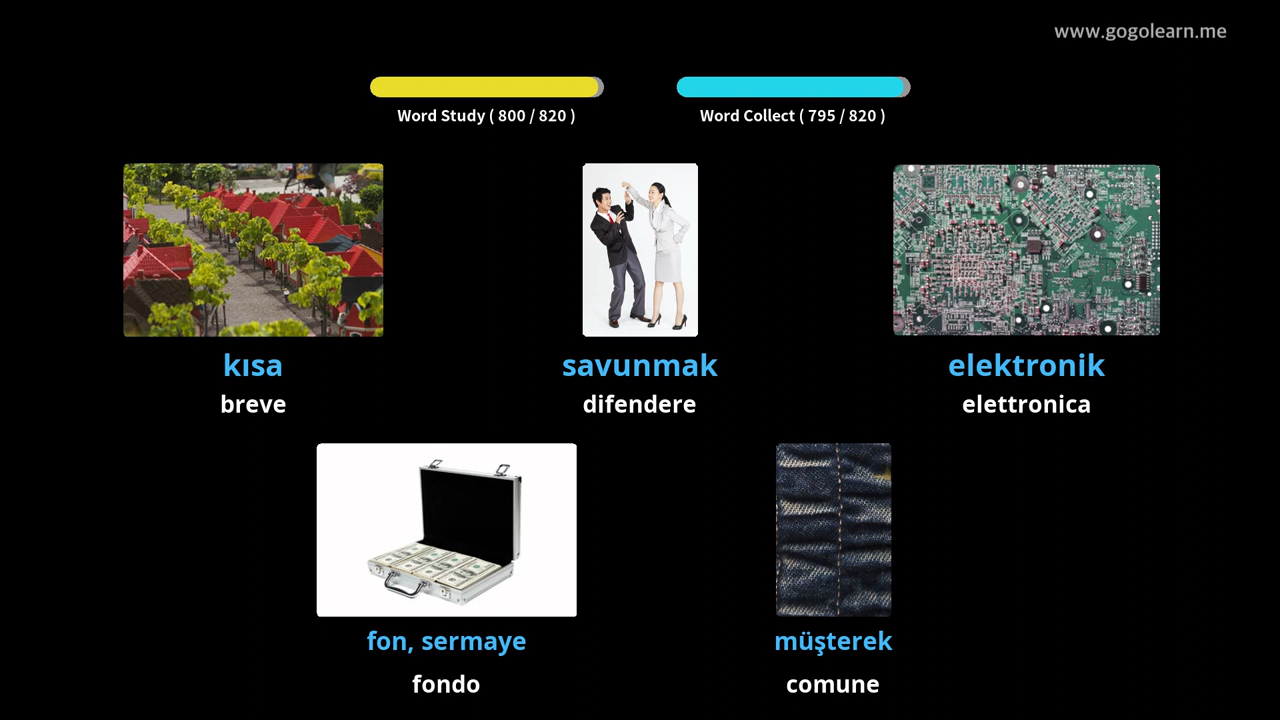 www.gogolearn.me
Word Study ( 800 / 820 )
Word Collect ( 795 / 820 )
kısa
savunmak
elektronik
breve
difendere
elettronica
fon, sermaye
müşterek
fondo
comune